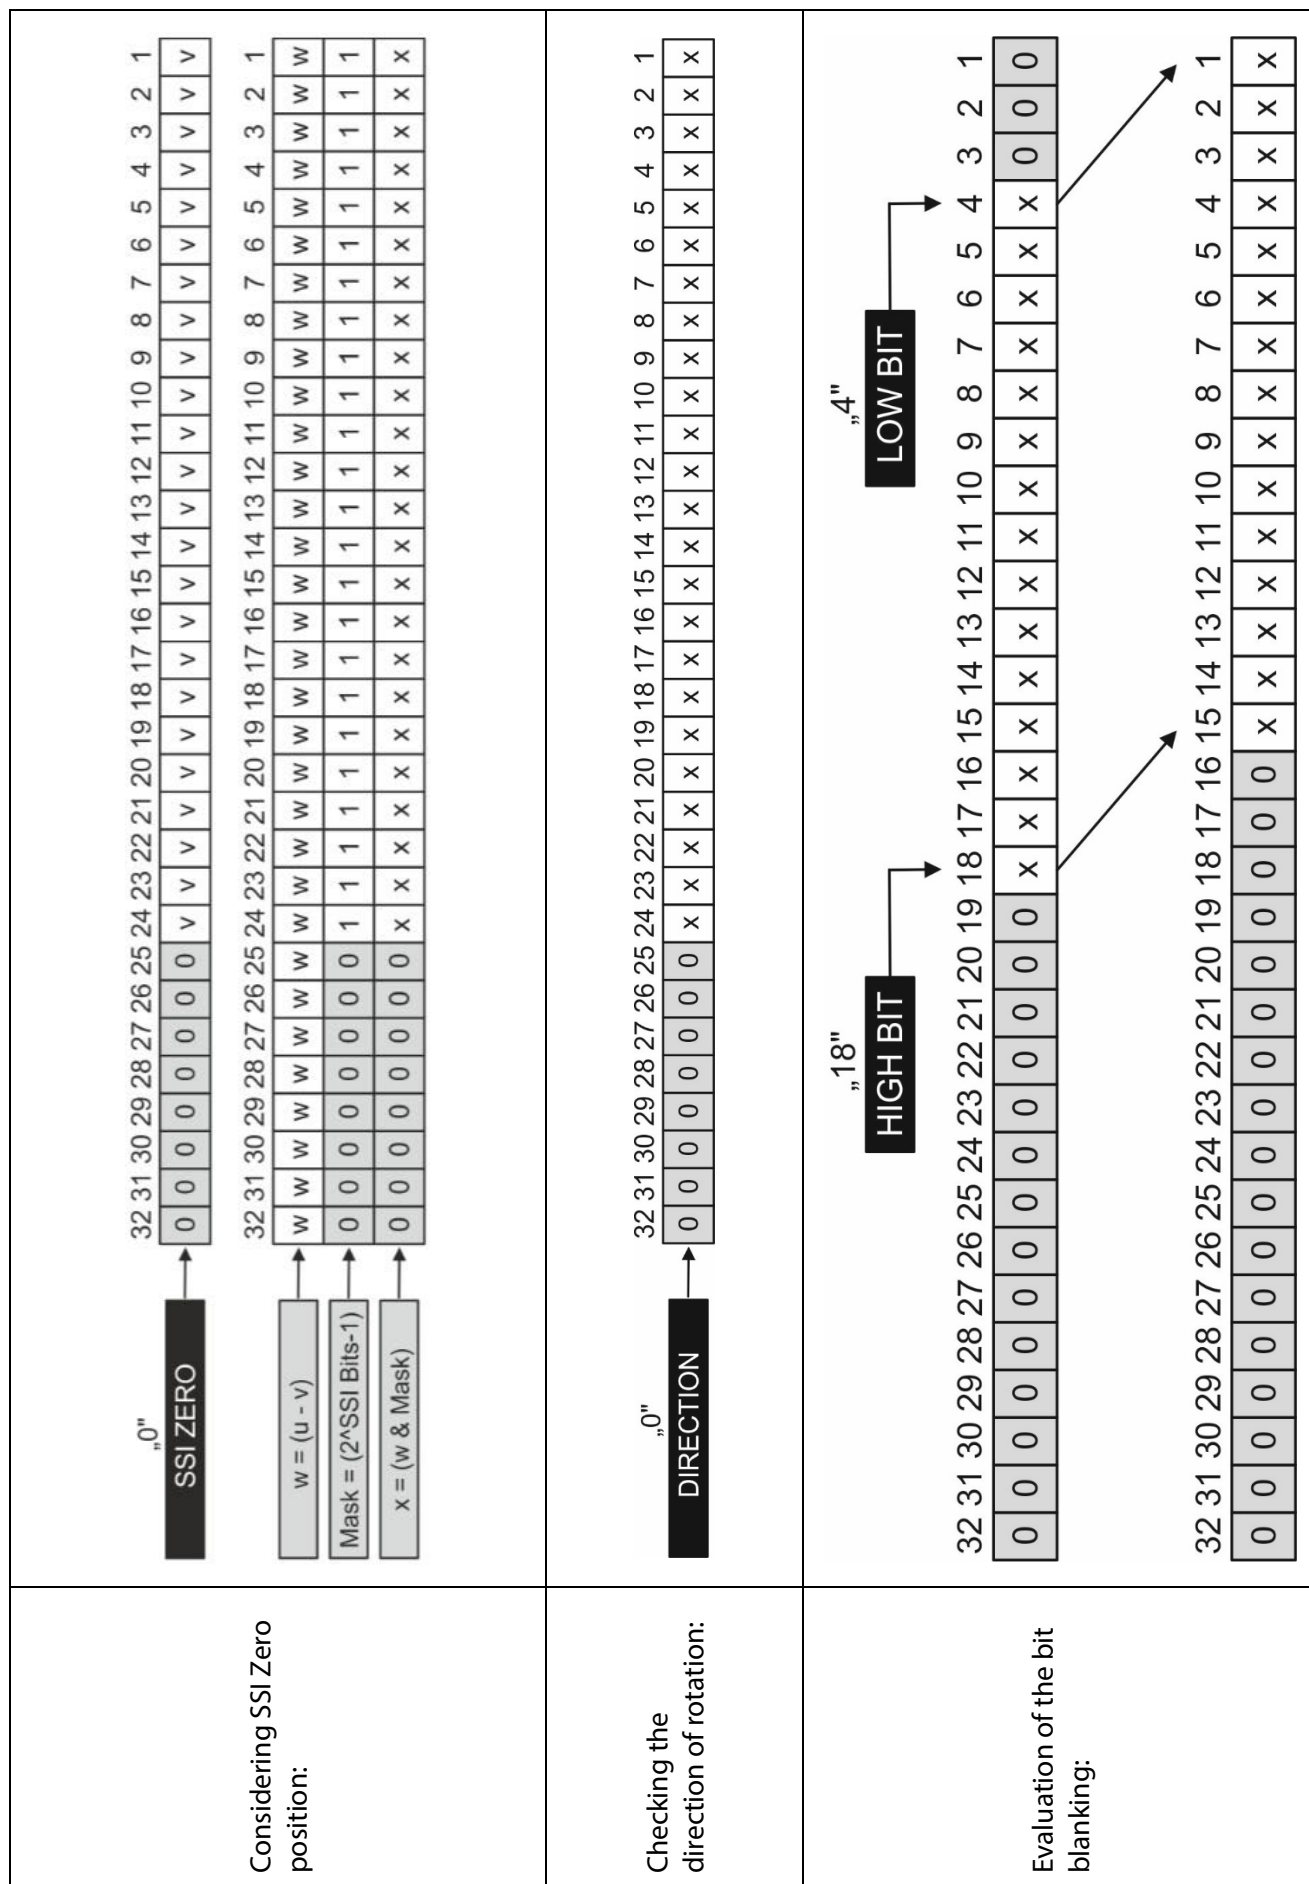 Considering SSI Zero
position:
„0"
SSI ZERO
32 31 30 29 28 27 26 25 24 23 22 21 20 19 18 17 16 15 14 13 12 11 10 9 8 7 6 5 4 3 2 1
0 0 0 0 0 0 0 0 v v v v v v v v v v v v v v v v v v v v v v v v
32 31 30 29 28 27 26 25 24 23 22 21 20 19 18 17 16 15 14 13 12 11 10 9 8 7 6 5 4 3 2 1
w = (u - v)
w w w w w w w w w w w w w w w w w w w w w w w w w w w w w w w w
Mask = (2^SSI Bits-1)
0 0 0 0 0 0 0 0 1 1 1 1 1 1 1 1 1 1 1 1 1 1 1 1 1 1 1 1 1 1 1 1
x = (w & Mask)
0 0 0 0 0 0 0 0 x x x x x x x x x x x x x x x x x x x x x x x x
Checking the
direction of rotation:
„0"
DIRECTION
32 31 30 29 28 27 26 25 24 23 22 21 20 19 18 17 16 15 14 13 12 11 10 9 8 7 6 5 4 3 2 1
0 0 0 0 0 0 0 0 x x x x x x x x x x x x x x x x x x x x x x x x
Evaluation of the bit
blanking:
„18"
HIGH BIT
„4"
LOW BIT
32 31 30 29 28 27 26 25 24 23 22 21 20 19 18 17 16 15 14 13 12 11 10 9 8 7 6 5 4 3 2 1
0 0 0 0 0 0 0 0 0 0 0 0 0 0 x x x x x x x x x x x x x x x 0 0 0
32 31 30 29 28 27 26 25 24 23 22 21 20 19 18 17 16 15 14 13 12 11 10 9 8 7 6 5 4 3 2 1
0 0 0 0 0 0 0 0 0 0 0 0 0 0 0 0 0 x x x x x x x x x x x x x x x